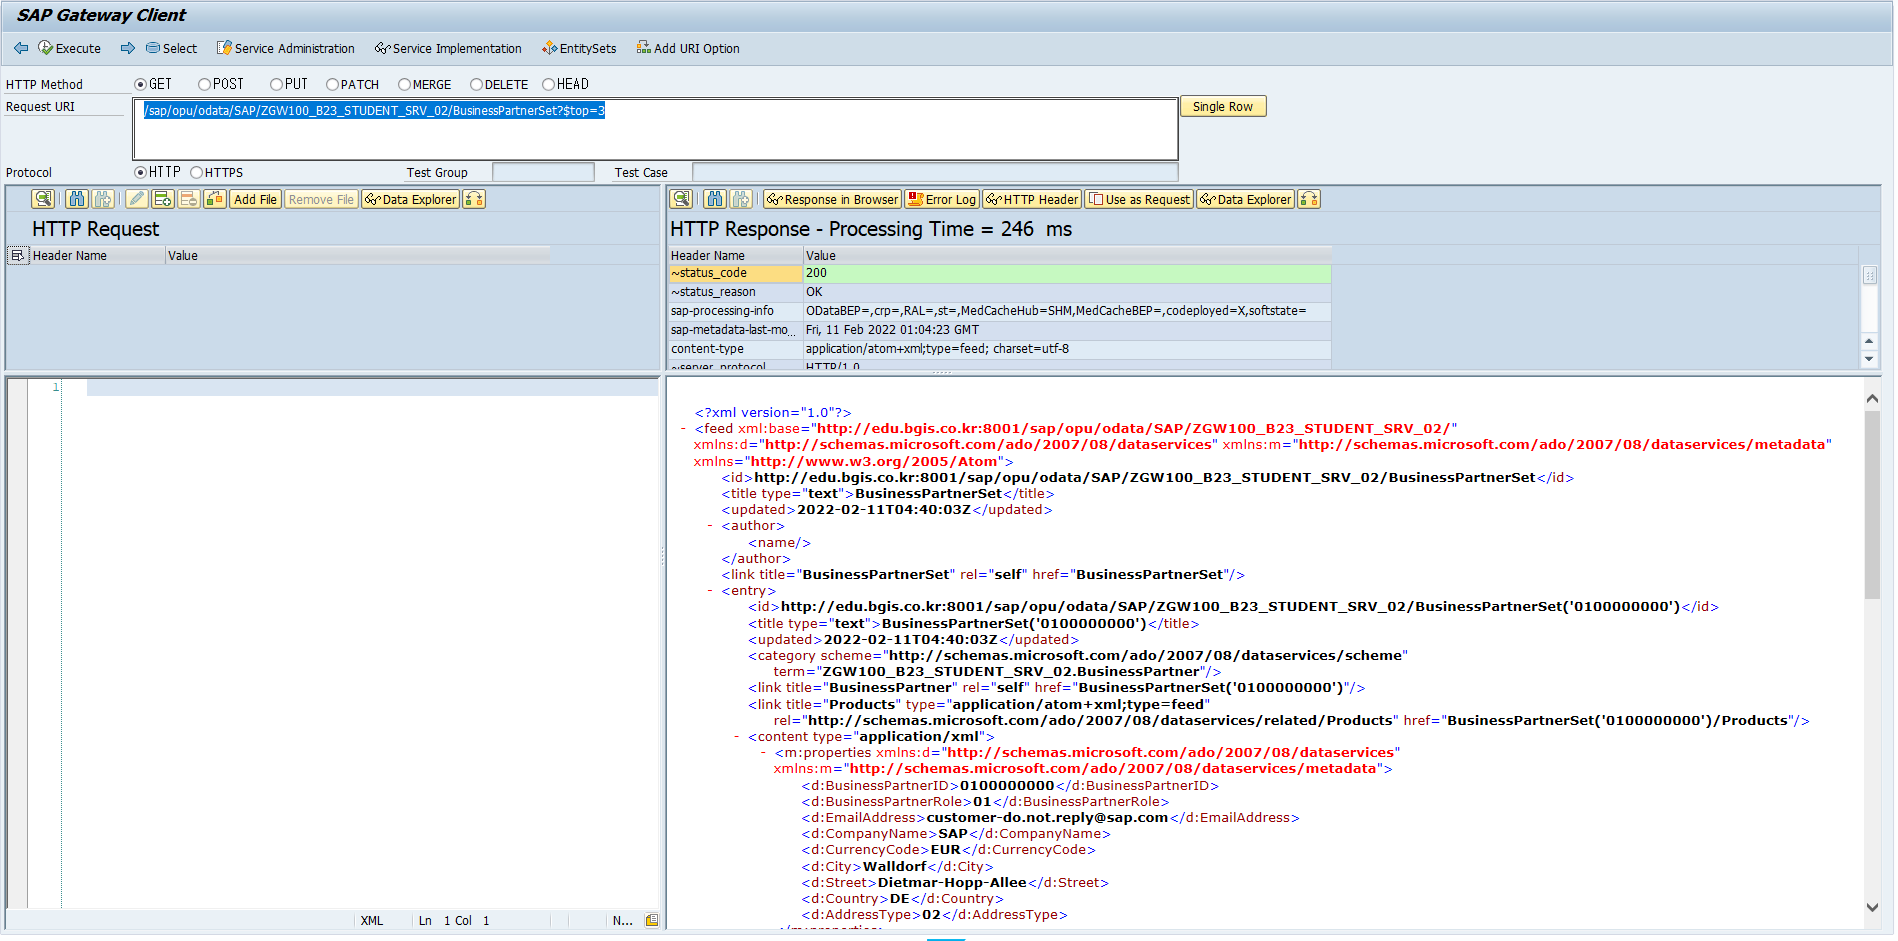 SAP Gateway Client
Execute Select Service Administration Service Implementation EntitySets Add URI Option
HTTP Method GET POST PUT PATCH MERGE DELETE HEAD
Request URI /sap/opu/odata/SAP/ZGW100_B23_STUDENT_SRV_02/BusinessPartnerSet?$top=3 Single Row
Protocol HTTP HTTPS Test Group Test Case
Add File Remove File Data Explorer
HTTP Request
Header Name Value
Response in Browser Error Log HTTP Header Use as Request Data Explorer
HTTP Response - Processing Time = 246 ms
Header Name Value
~status_code 200
~status_reason OK
sap-processing-info ODataBEP=,crp=,RAL=,st=,MedCacheHub=SHM,MedCacheBEP=,codeployed=X,softstate=
sap-metadata-last-mo... Fri, 11 Feb 2022 01:04:23 GMT
content-type application/atom+xml;type=feed; charset=utf-8
~server_protocol HTTP/1.0
1
XML Ln 1 Col 1 N...
<?xml version="1.0"?>
- <feed xml:base="http://edu.bgis.co.kr:8001/sap/opu/odata/SAP/ZGW100_B23_STUDENT_SRV_02/"
xmlns:d="http://schemas.microsoft.com/ado/2007/08/dataservices" xmlns:m="http://schemas.microsoft.com/ado/2007/08/dataservices/metadata"
xmlns="http://www.w3.org/2005/Atom">
<id>http://edu.bgis.co.kr:8001/sap/opu/odata/SAP/ZGW100_B23_STUDENT_SRV_02/BusinessPartnerSet</id>
<title type="text">BusinessPartnerSet</title>
<updated>2022-02-11T04:40:03Z</updated>
- <author>
<name/>
</author>
<link title="BusinessPartnerSet" rel="self" href="BusinessPartnerSet"/>
- <entry>
<id>http://edu.bgis.co.kr:8001/sap/opu/odata/SAP/ZGW100_B23_STUDENT_SRV_02/BusinessPartnerSet('0100000000')</id>
<title type="text">BusinessPartnerSet('0100000000')</title>
<updated>2022-02-11T04:40:03Z</updated>
<category scheme="http://schemas.microsoft.com/ado/2007/08/dataservices/scheme"
term="ZGW100_B23_STUDENT_SRV_02.BusinessPartner"/>
<link title="BusinessPartner" rel="self" href="BusinessPartnerSet('0100000000')"/>
<link title="Products" type="application/atom+xml;type=feed"
rel="http://schemas.microsoft.com/ado/2007/08/dataservices/related/Products" href="BusinessPartnerSet('0100000000')/Products"/>
- <content type="application/xml">
- <m:properties xmlns:d="http://schemas.microsoft.com/ado/2007/08/dataservices"
xmlns:m="http://schemas.microsoft.com/ado/2007/08/dataservices/metadata">
<d:BusinessPartnerID>0100000000</d:BusinessPartnerID>
<d:BusinessPartnerRole>01</d:BusinessPartnerRole>
<d:EmailAddress>customer-do.not.reply@sap.com</d:EmailAddress>
<d:CompanyName>SAP</d:CompanyName>
<d:CurrencyCode>EUR</d:CurrencyCode>
<d:City>Walldorf</d:City>
<d:Street>Dietmar-Hopp-Allee</d:Street>
<d:Country>DE</d:Country>
<d:AddressType>02</d:AddressType>
</m:properties>